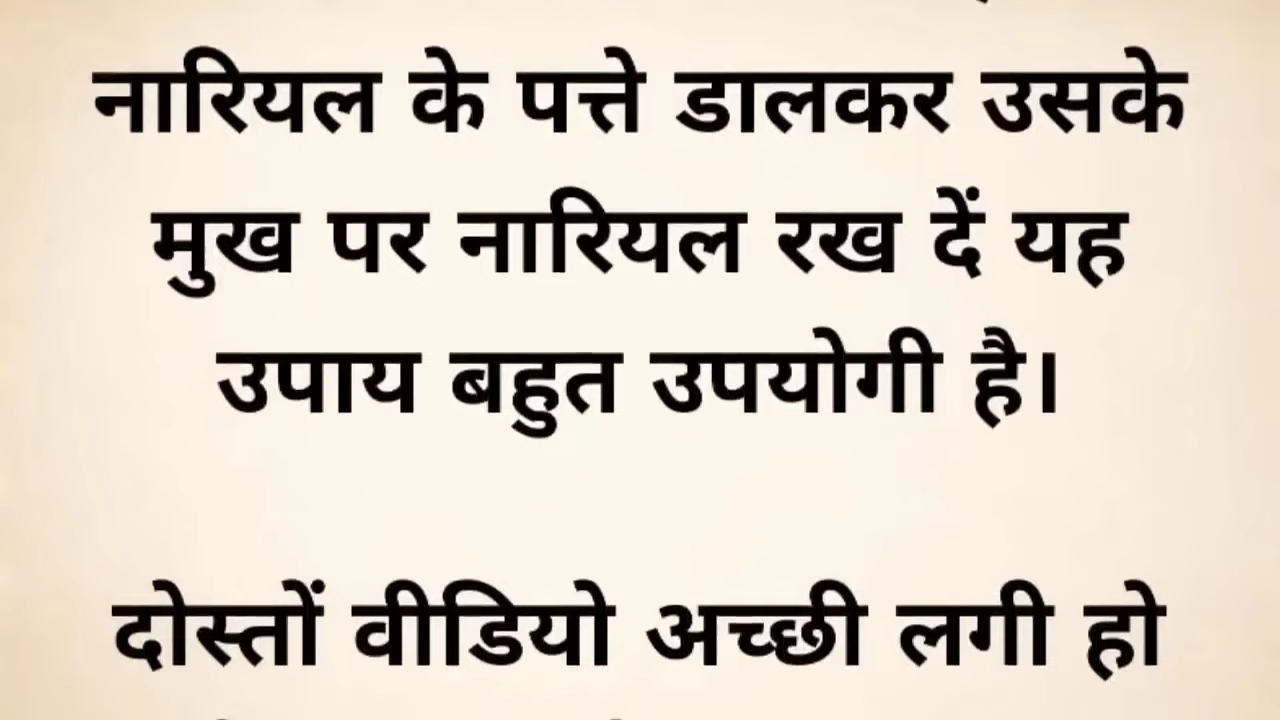 नारियल के पत्ते डालकर उसके
मुख पर नारियल रख दें यह
उपाय बहुत उपयोगी है।
दोस्तों वीडियो अच्छी लगी हो